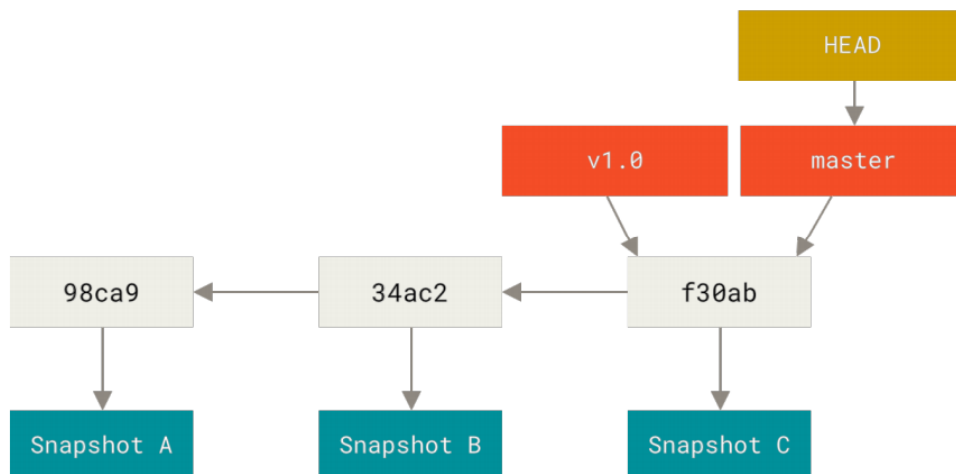 HEAD
v1.0
master
98ca9
34ac2
f30ab
Snapshot A
Snapshot B
Snapshot C